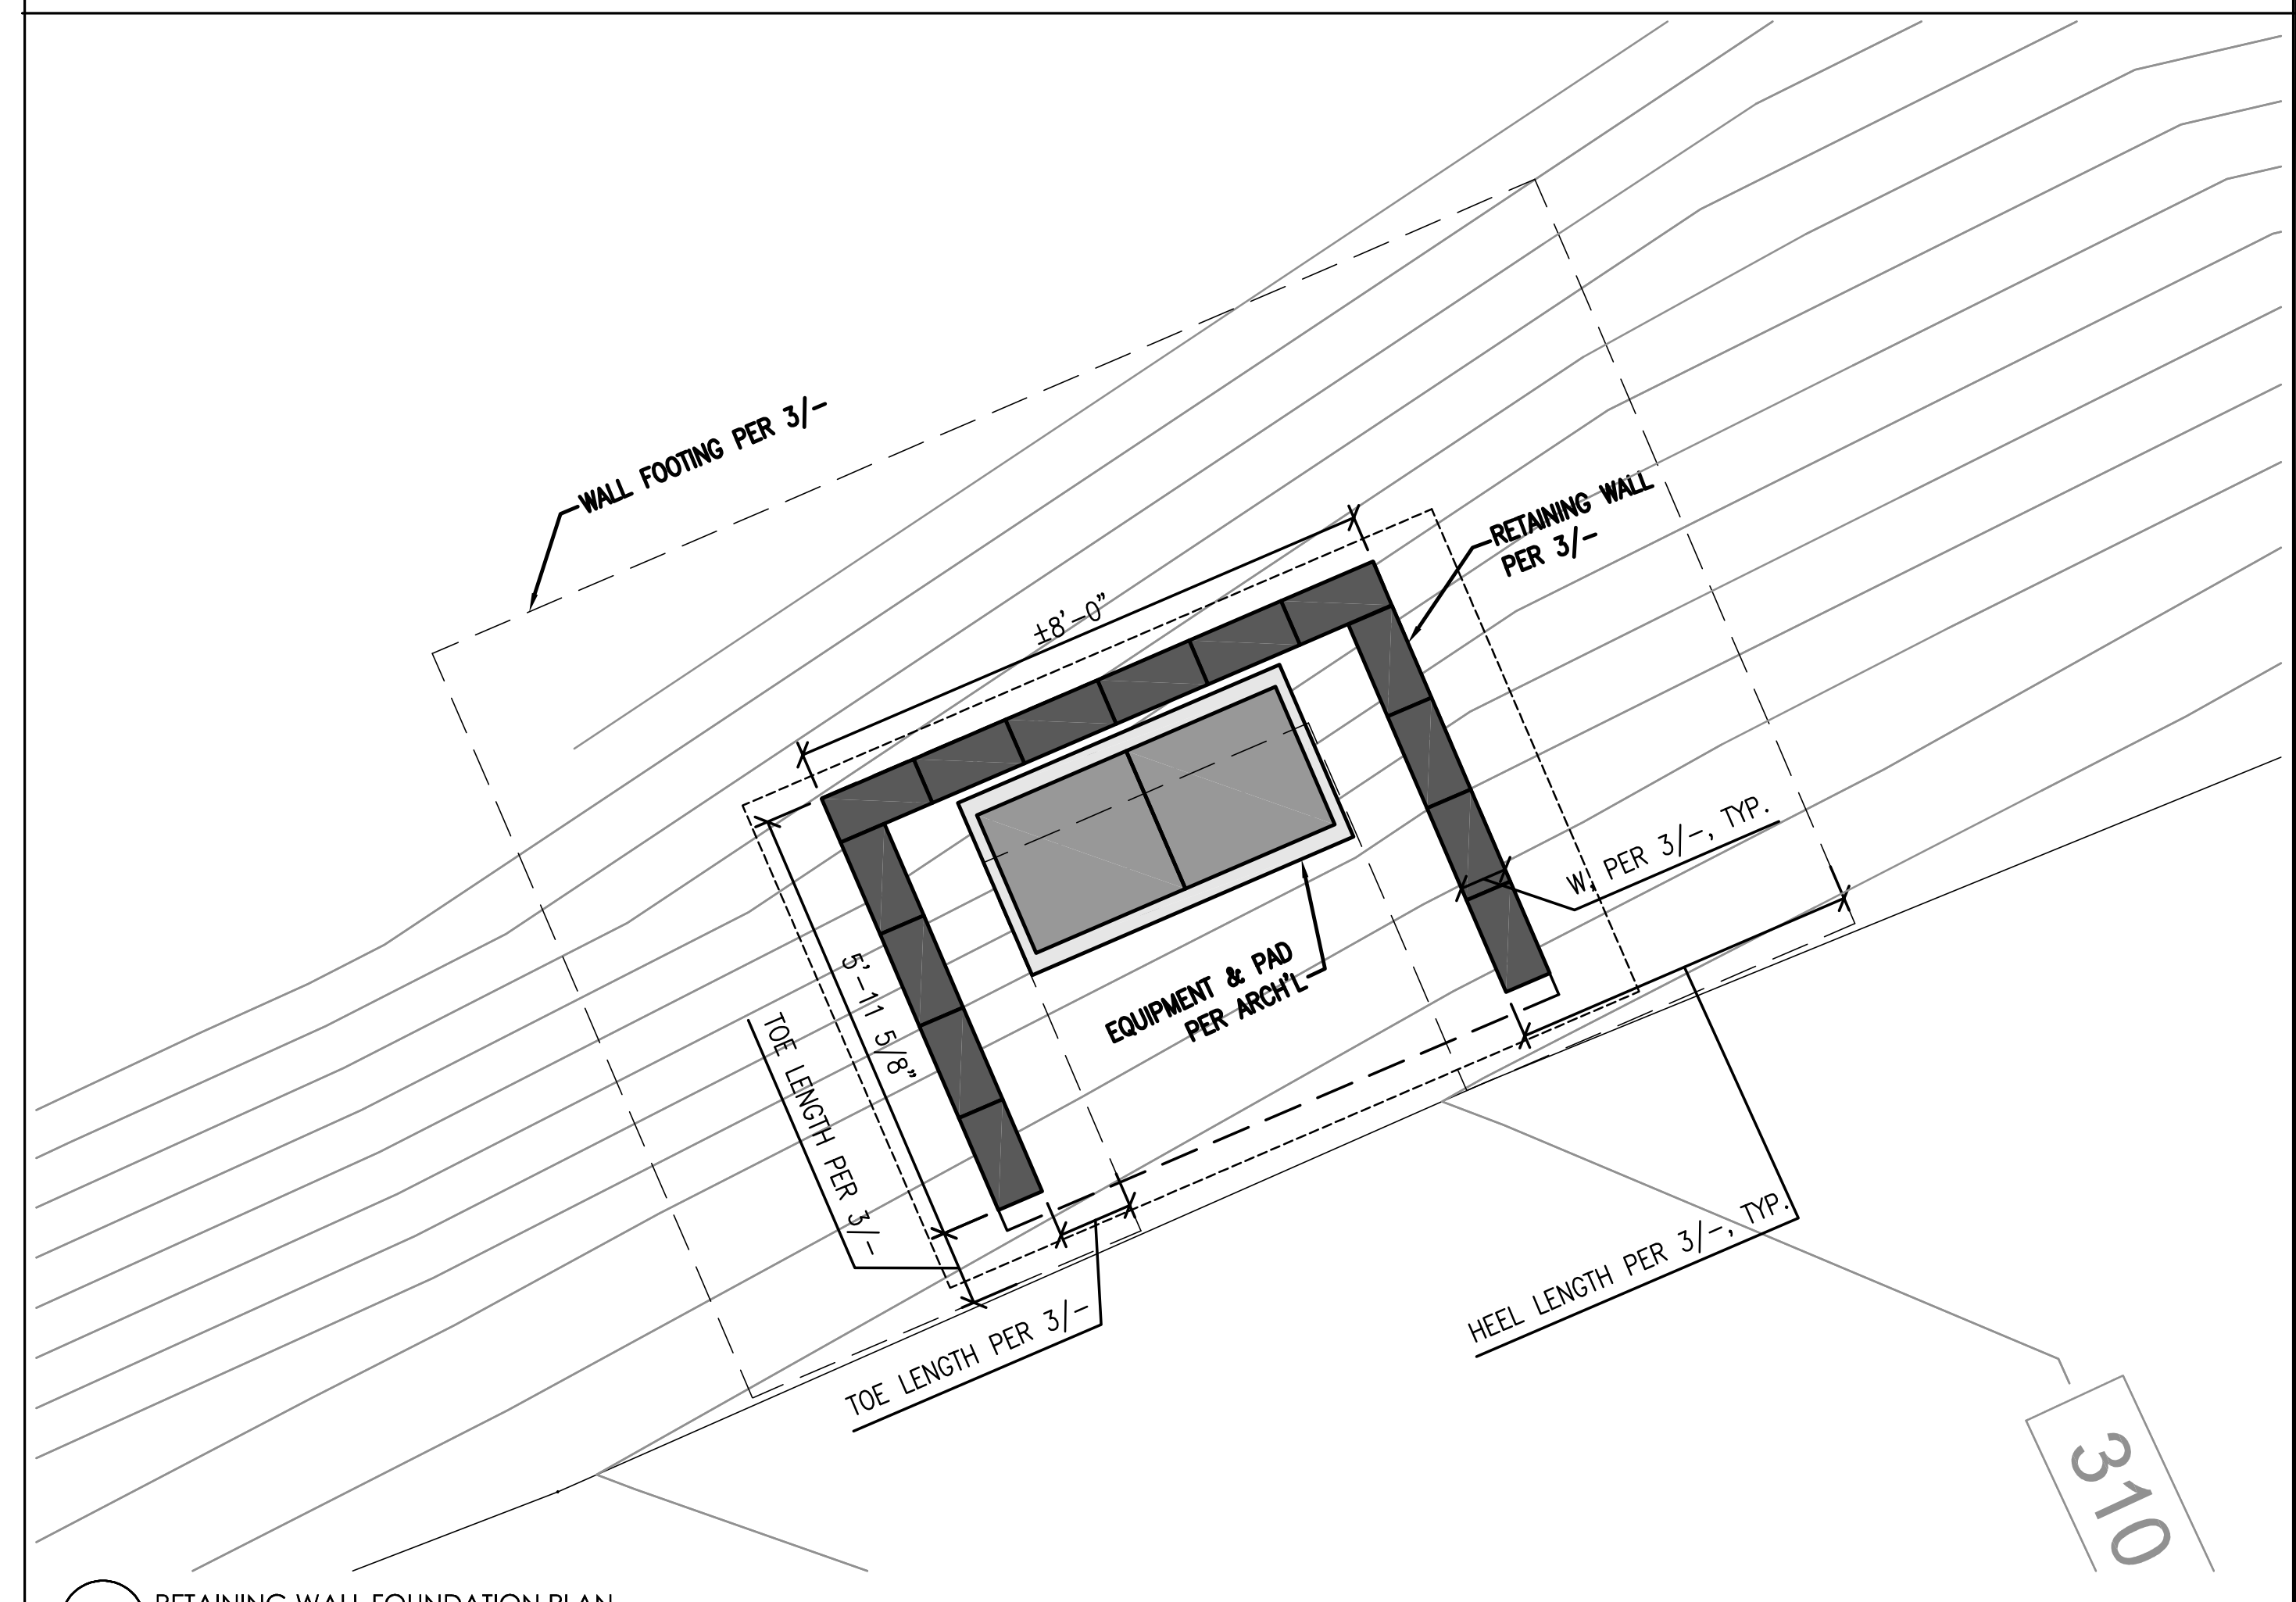 WALL FOOTING PER 3/-
RETAINING WALL
PER 3/-
±8'-0"
W, PER 3/-, TYP.
5'-11 5/8"
TOE LENGTH PER 3/-
EQUIPMENT & PAD
PER ARCH'L
HEEL LENGTH PER 3/-, TYP.
TOE LENGTH PER 3/-
310
RETAINING WALL FOUNDATION PLAN